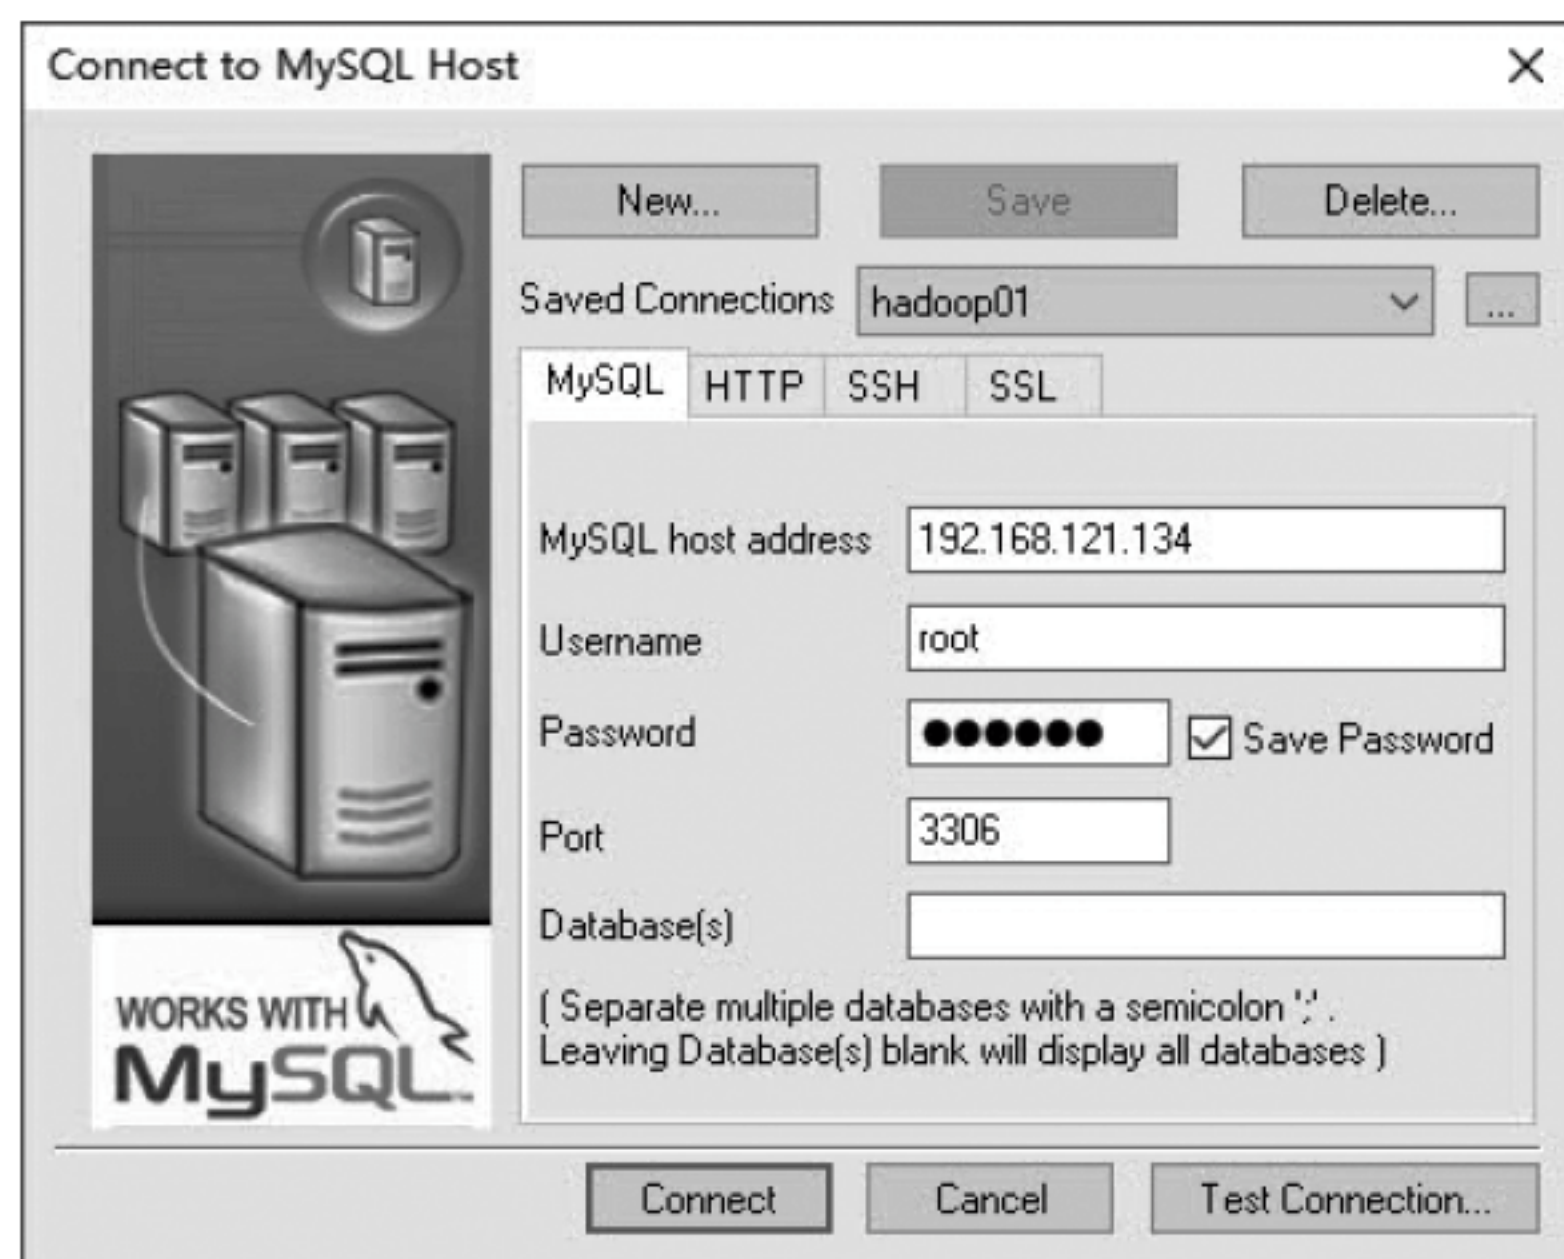 Connect to MySQL Host
New...
Save
Delete...
Saved Connections
hadoop01
...
MySQL
HTTP
SSH
SSL
MySQL host address
192.168.121.134
Username
root
Password
●●●●●●
Save Password
Port
3306
Database(s)
( Separate multiple databases with a semicolon ';' .
Leaving Database(s) blank will display all databases )
WORKS WITH
MySQL
Connect
Cancel
Test Connection...